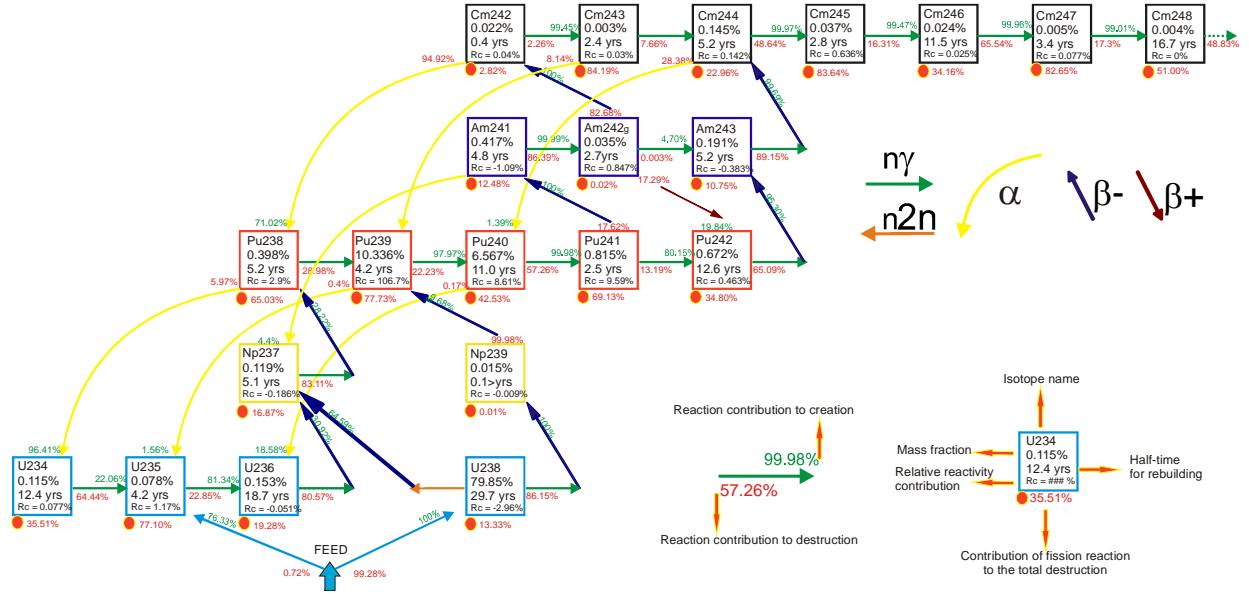 Cm242
0.022%
0.4 yrs
Rc = 0.04%
2.82%
99.45%
2.26%
Cm243
0.003%
2.4 yrs
Rc = 0.03%
84.19%
8.14%
7.66%
Cm244
0.145%
5.2 yrs
Rc = 0.142%
22.96%
28.38%
99.97%
48.64%
Cm245
0.037%
2.8 yrs
Rc = 0.636%
83.64%
99.47%
16.31%
Cm246
0.024%
11.5 yrs
Rc = 0.025%
34.16%
99.96%
65.54%
Cm247
0.005%
3.4 yrs
Rc = 0.077%
82.65%
99.01%
17.3%
Cm248
0.004%
16.7 yrs
Rc = 0%
51.00%
48.83%
94.92%
100%
82.68%
99.69%
Am241
0.417%
4.8 yrs
Rc = -1.09%
12.48%
99.99%
86.39%
Am242g
0.035%
2.7yrs
Rc = 0.847%
0.02%
4,70%
0.003%
17.29%
Am243
0.191%
5.2 yrs
Rc = -0.383%
10.75%
89.15%
100%
95.30%
nγ
n2n
α
β-
β+
71.02%
Pu238
0.398%
5.2 yrs
Rc = 2.9%
65.03%
5.97%
28.98%
Pu239
10.336%
4.2 yrs
Rc = 106.7%
77.73%
0.4%
97.97%
22.23%
1.39%
Pu240
6.567%
11.0 yrs
Rc = 8.61%
42.53%
0.17%
99.98%
57.26%
17.62%
Pu241
0.815%
2.5 yrs
Rc = 9.59%
69.13%
80.15%
13.19%
19.84%
Pu242
0.672%
12.6 yrs
Rc = 0.463%
34.80%
65.09%
28.22%
99.98%
4.4%
Np237
0.119%
5.1 yrs
Rc = -0.186%
16.87%
83.11%
Np239
0.015%
0.1>yrs
Rc = -0.009%
0.01%
30.92%
64.59%
100%
96.41%
U234
0.115%
12.4 yrs
Rc = 0.077%
35.51%
22.06%
64.44%
1.56%
U235
0.078%
4.2 yrs
Rc = 1.17%
77.10%
81.34%
22.85%
18.58%
U236
0.153%
18.7 yrs
Rc = -0.051%
19.28%
80.57%
U238
79.85%
29.7 yrs
Rc = -2.96%
13.33%
86.15%
76.33%
100%
FEED
0.72%
99.28%
Reaction contribution to creation
99.98%
57.26%
Reaction contribution to destruction
Isotope name
Mass fraction
Relative reactivity
contribution
U234
0.115%
12.4 yrs
Rc = ### %
35.51%
Half-time
for rebuilding
Contribution of fission reaction
to the total destruction